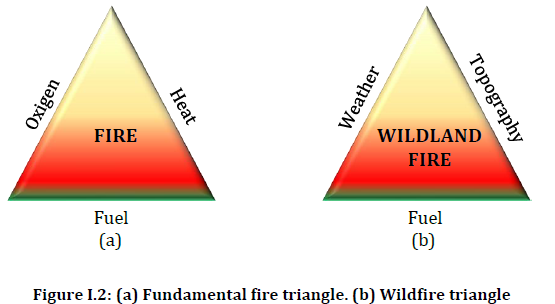 Oxigen
Heat
FIRE
Fuel
(a)
Weather
Topography
WILDLAND
FIRE
Fuel
(b)
Figure I.2: (a) Fundamental fire triangle. (b) Wildfire triangle